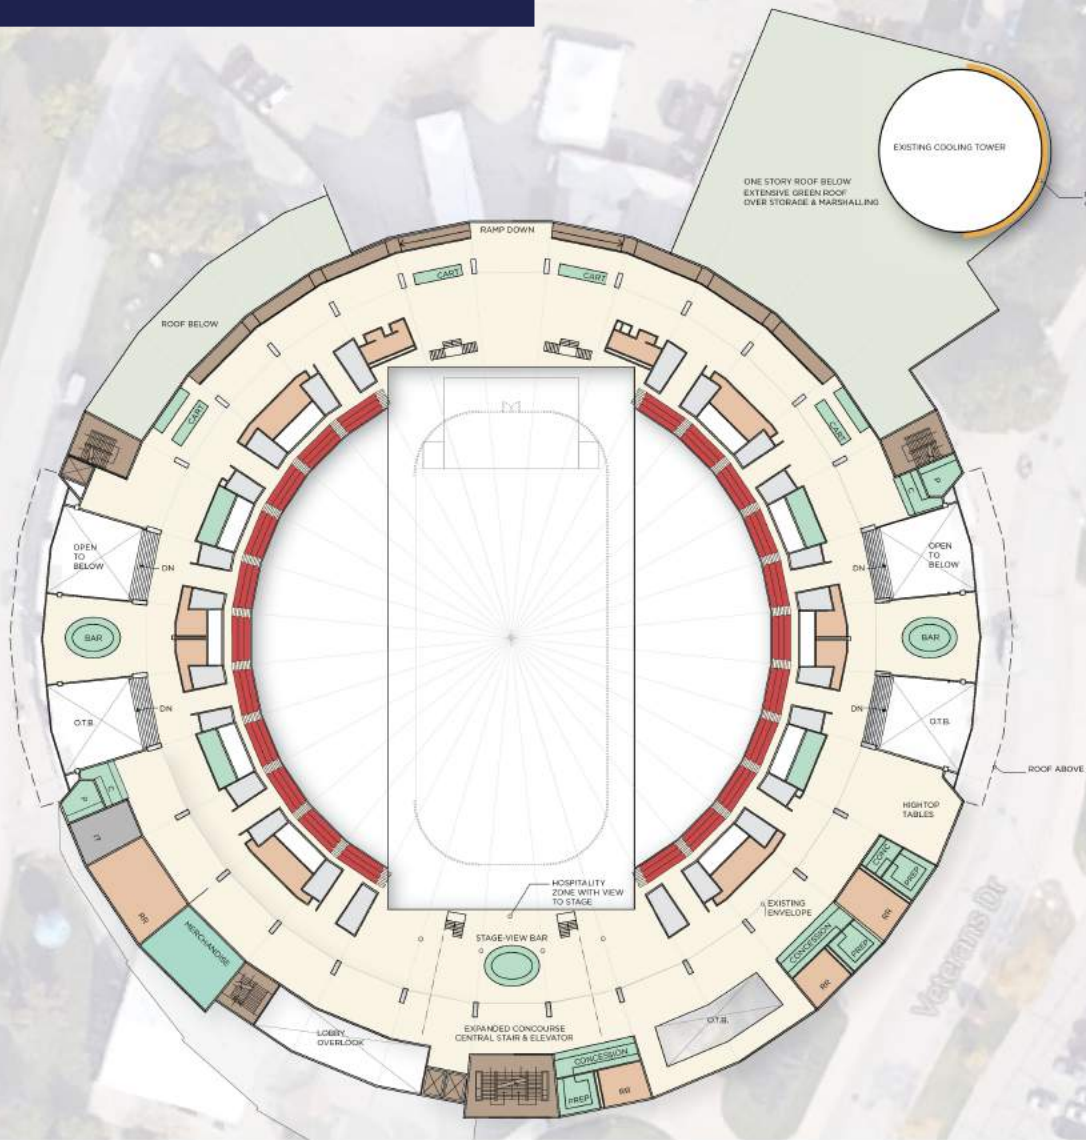 EXISTING COOLING TOWER
ONE STORY ROOF BELOW
EXTENSIVE GREEN ROOF
OVER STORAGE & MARSHALLING
RAMP DOWN
CART
CART
ROOF BELOW
CART
CART
P
C
OPEN
TO
BELOW
DN
DN
OPEN
TO
BELOW
BAR
BAR
O.T.B.
DN
DN
O.T.B.
ROOF ABOVE
P
C
IT
HIGHTOP
TABLES
CONC
PREP
RR
HOSPITALITY
ZONE WITH VIEW
TO STAGE
EXISTING
ENVELOPE
RR
MERCHANDISE
STAGE-VIEW BAR
CONCESSION
PREP
RR
Veterans Dr
LOBBY
OVERLOOK
O.T.B.
EXPANDED CONCOURSE
CENTRAL STAIR & ELEVATOR
CONCESSION
PREP
RR